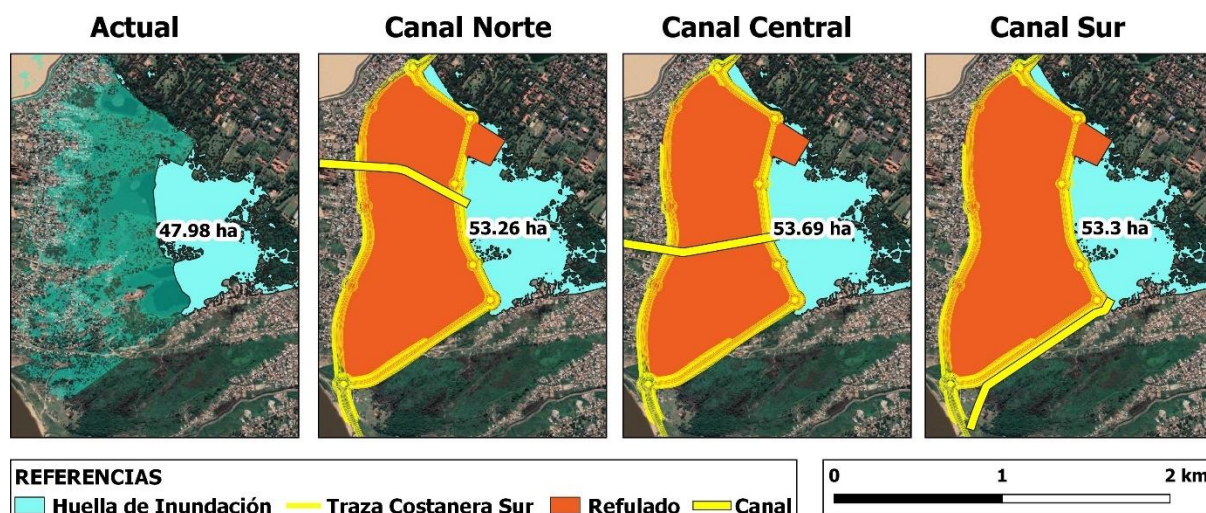 Actual
Canal Norte
Canal Central
Canal Sur
47.98 ha
53.26 ha
53.69 ha
53.3 ha
REFERENCIAS
Huella de Inundación
Traza Costanera Sur
Refulado
Canal
0 1 2 km